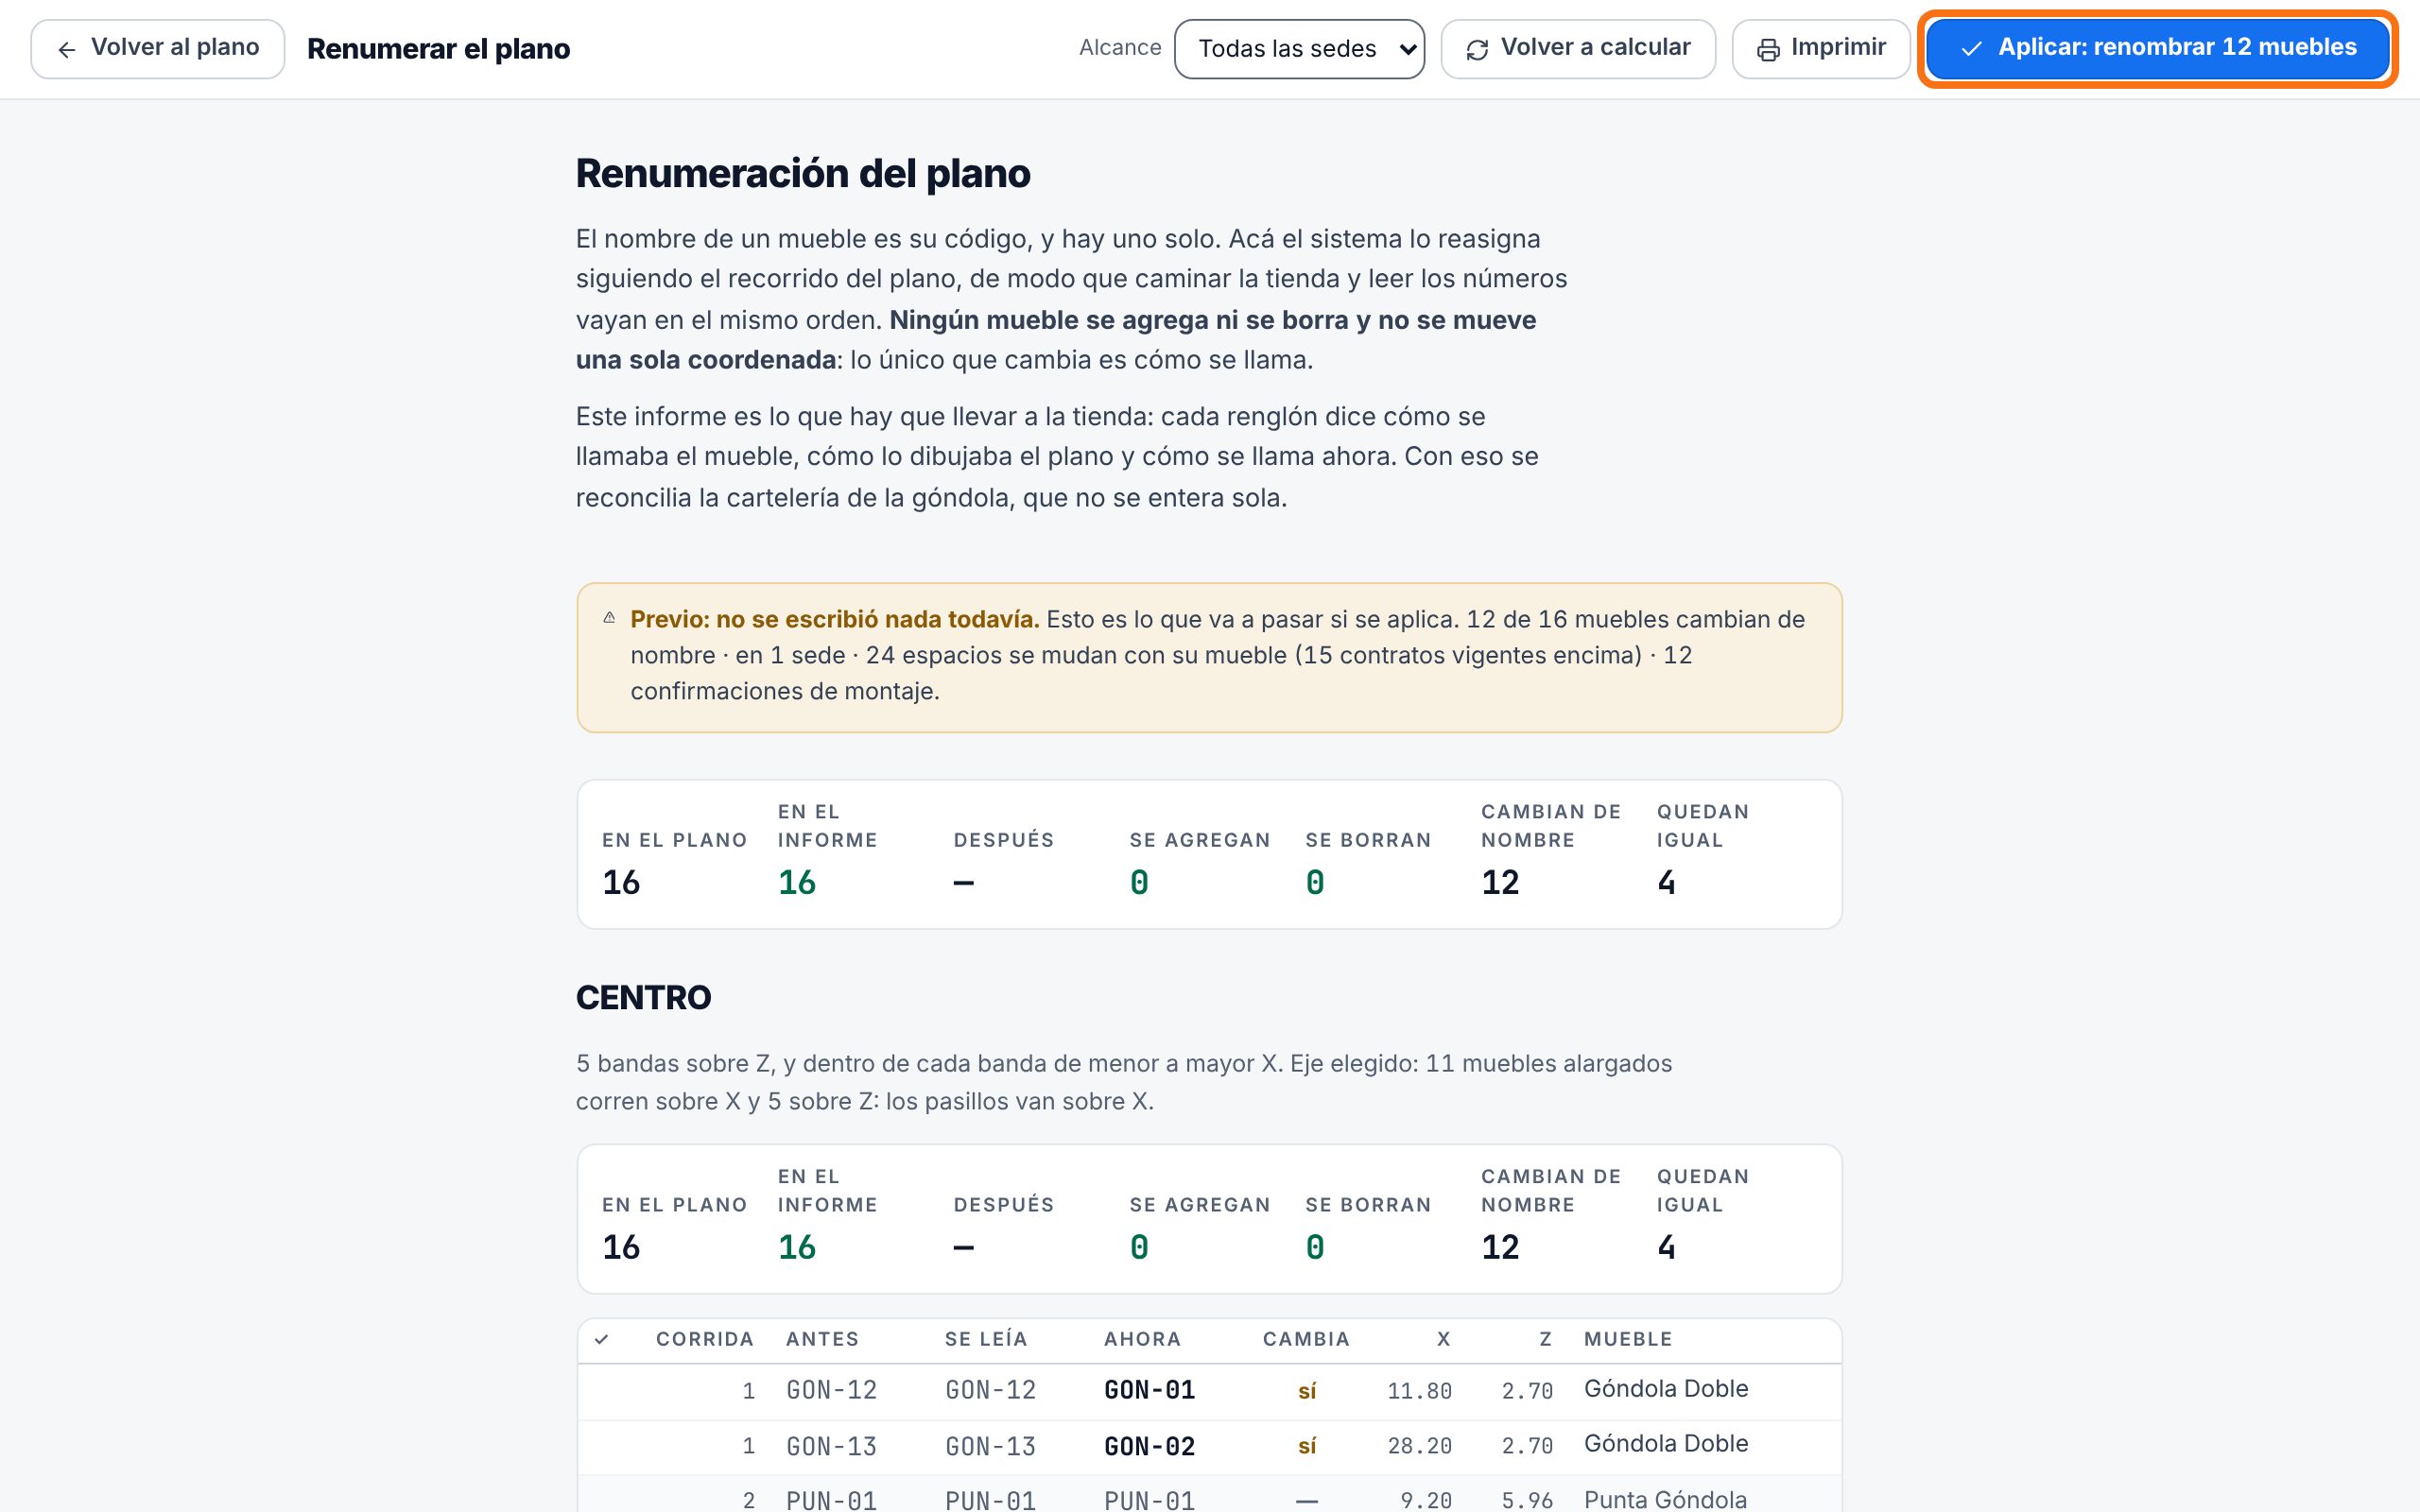 Volver al plano
Renumerar el plano
Alcance
Todas las sedes
Volver a calcular
Imprimir
Aplicar: renombrar 12 muebles
Renumeración del plano
El nombre de un mueble es su código, y hay uno solo. Acá el sistema lo reasigna
siguiendo el recorrido del plano, de modo que caminar la tienda y leer los números
vayan en el mismo orden. Ningún mueble se agrega ni se borra y no se mueve
una sola coordenada: lo único que cambia es cómo se llama.
Este informe es lo que hay que llevar a la tienda: cada renglón dice cómo se
llamaba el mueble, cómo lo dibujaba el plano y cómo se llama ahora. Con eso se
reconcilia la cartelería de la góndola, que no se entera sola.
Previo: no se escribió nada todavía. Esto es lo que va a pasar si se aplica. 12 de 16 muebles cambian de
nombre · en 1 sede · 24 espacios se mudan con su mueble (15 contratos vigentes encima) · 12
confirmaciones de montaje.
EN EL PLANO
16
EN EL
INFORME
16
DESPUÉS
—
SE AGREGAN
0
SE BORRAN
0
CAMBIAN DE
NOMBRE
12
QUEDAN
IGUAL
4
CENTRO
5 bandas sobre Z, y dentro de cada banda de menor a mayor X. Eje elegido: 11 muebles alargados
corren sobre X y 5 sobre Z: los pasillos van sobre X.
EN EL PLANO
16
EN EL
INFORME
16
DESPUÉS
—
SE AGREGAN
0
SE BORRAN
0
CAMBIAN DE
NOMBRE
12
QUEDAN
IGUAL
4
✓ CORRIDA ANTES SE LEÍA AHORA CAMBIA X Z MUEBLE
1 GON-12 GON-12 GON-01 sí 11.80 2.70 Góndola Doble
1 GON-13 GON-13 GON-02 sí 28.20 2.70 Góndola Doble
2 PUN-01 PUN-01 PUN-01 — 9.20 5.96 Punta Góndola